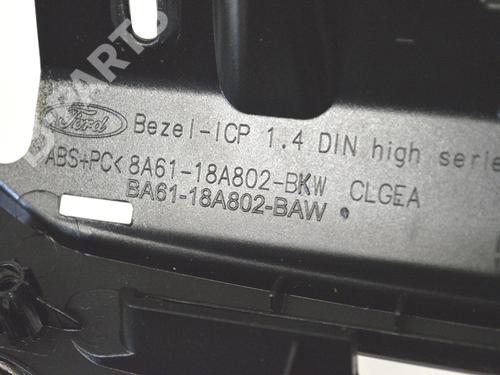 Ford Bezel-ICP 1.4 DIN high serie
ABS+PC< 8A61-18A802-BKW CLGEA
BA61-18A802-BAW